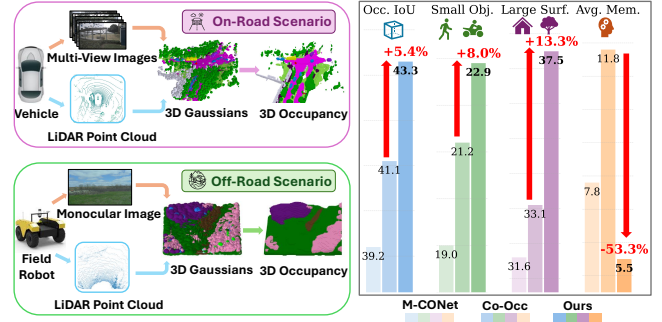 On-Road Scenario
Multi-View Images
Vehicle
LiDAR Point Cloud
3D Gaussians
3D Occupancy
Off-Road Scenario
Monocular Image
Field
Robot
LiDAR Point Cloud
3D Gaussians
3D Occupancy
Occ. IoU
Small Obj.
Large Surf.
Avg. Mem.
+5.4%
+8.0%
+13.3%
-53.3%
39.2
41.1
43.3
19.0
21.2
22.9
31.6
33.1
37.5
7.8
11.8
5.5
M-CONet
Co-Occ
Ours